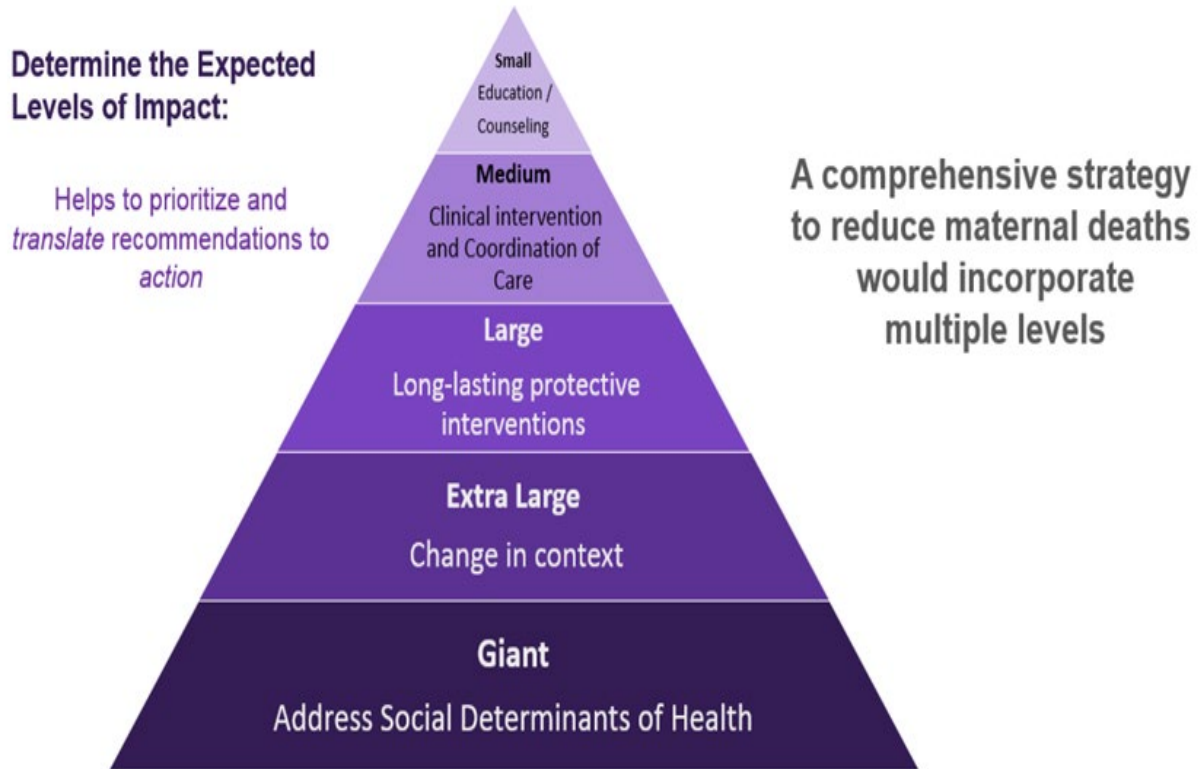 Determine the Expected
Levels of Impact:
Helps to prioritize and
translate recommendations to
action
Small
Education /
Counseling
Medium
Clinical intervention
and Coordination of
Care
Large
Long-lasting protective
interventions
Extra Large
Change in context
Giant
Address Social Determinants of Health
A comprehensive strategy
to reduce maternal deaths
would incorporate
multiple levels